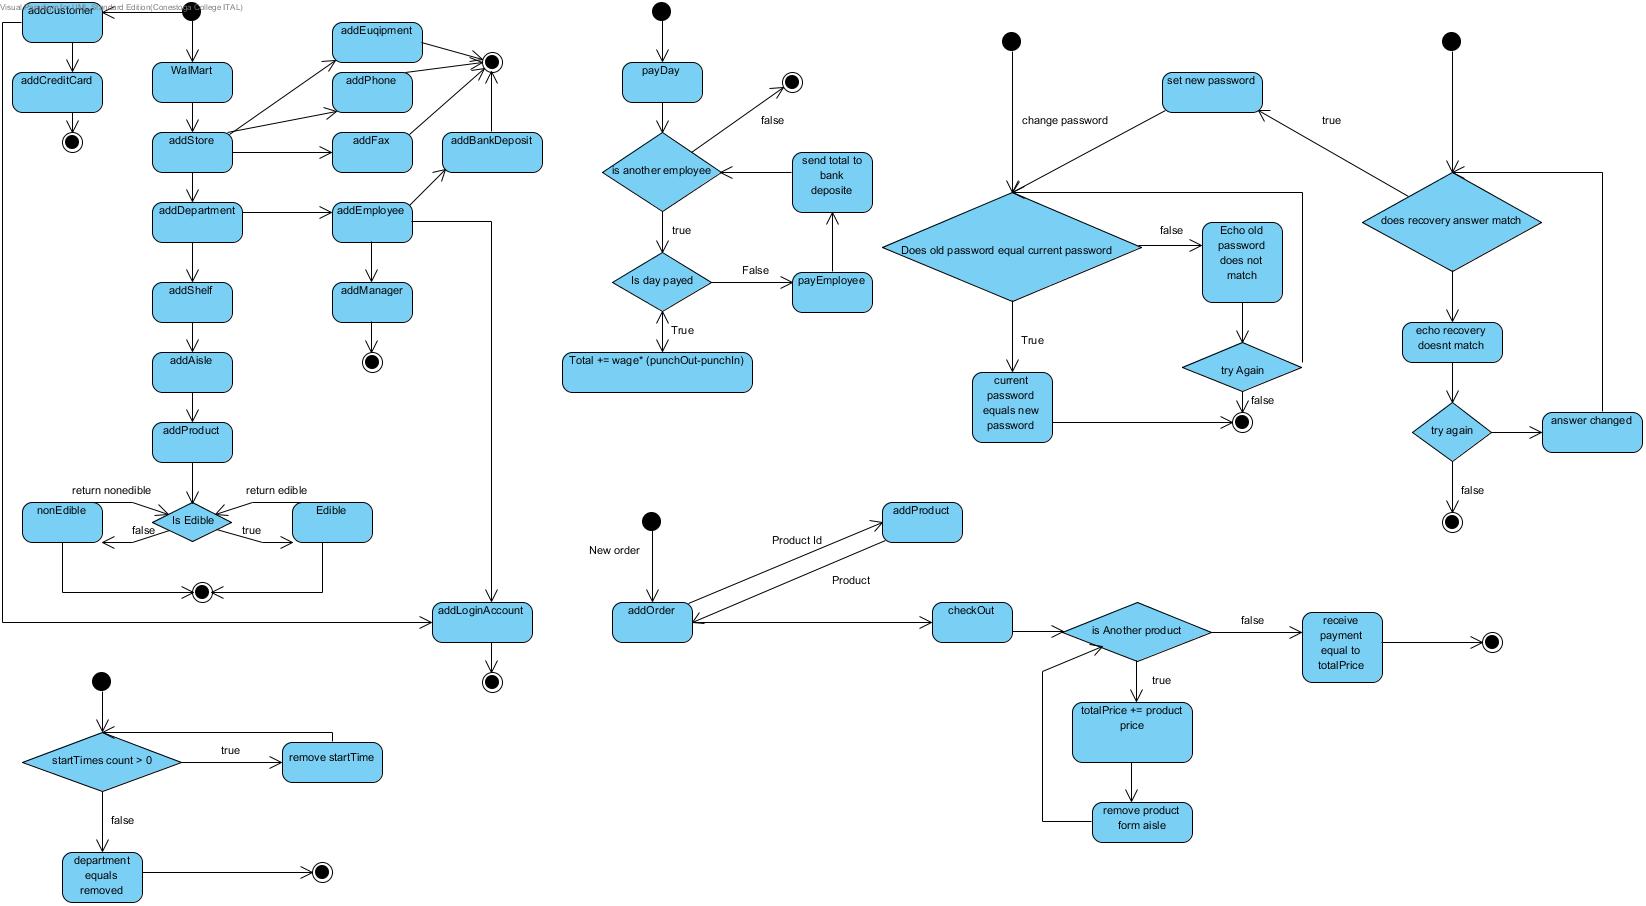 Visual Paradigm for UML Standard Edition(Conestoga College ITAL)
addCustomer
addCreditCard
WalMart
addStore
addEuqipment
addPhone
addFax
addBankDeposit
addDepartment
addEmployee
addShelf
addManager
addAisle
addProduct
return nonedible
return edible
nonEdible
Is Edible
Edible
false
true
addLoginAccount
payDay
false
is another employee
send total to
bank
deposite
true
Is day payed
False
payEmployee
True
Total += wage* (punchOut-punchIn)
change password
set new password
true
Does old password equal current password
false
Echo old
password
does not
match
True
try Again
false
current
password
equals new
password
does recovery answer match
echo recovery
doesnt match
try again
answer changed
false
New order
addProduct
Product Id
Product
addOrder
checkOut
is Another product
false
receive
payment
equal to
totalPrice
true
totalPrice += product
price
remove product
form aisle
startTimes count > 0
true
remove startTime
false
department
equals
removed